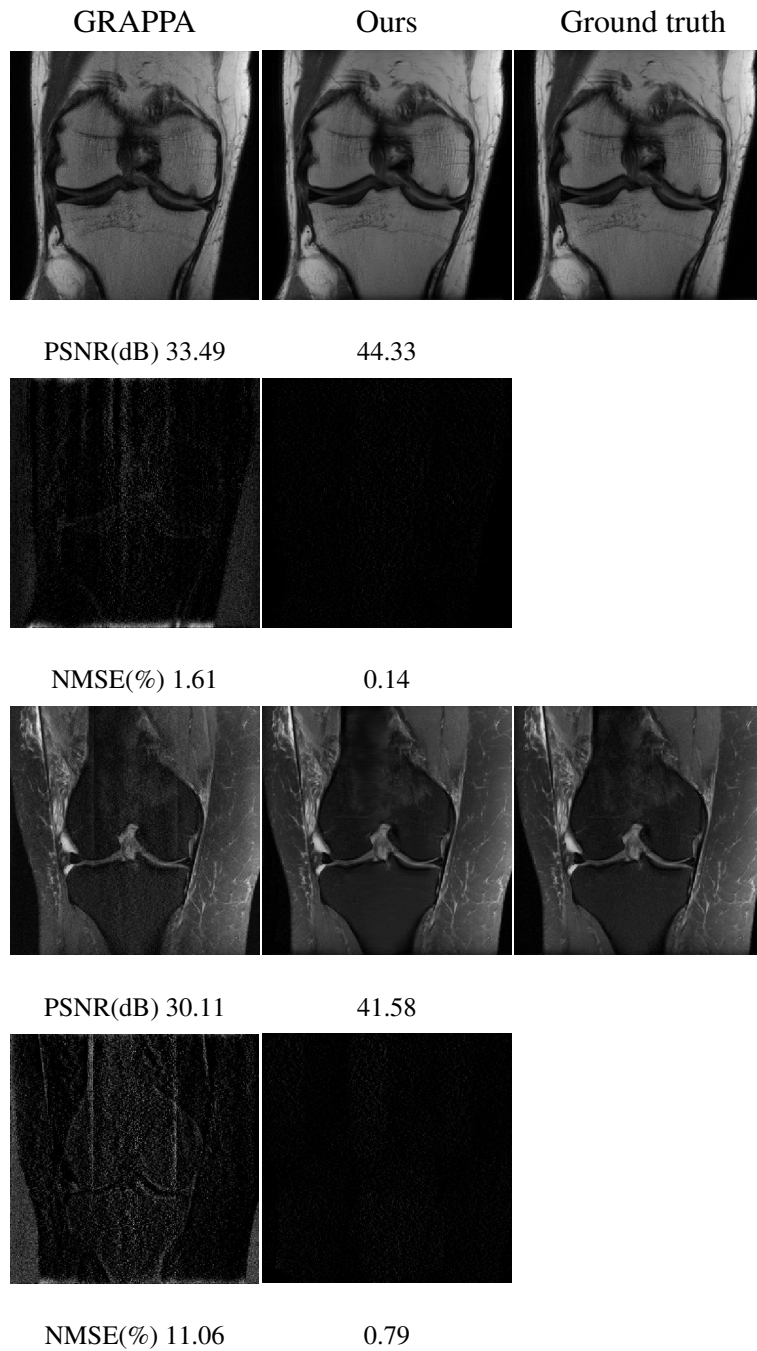 GRAPPA Ours Ground truth
PSNR(dB) 33.49 44.33
NMSE(%) 1.61 0.14
PSNR(dB) 30.11 41.58
NMSE(%) 11.06 0.79